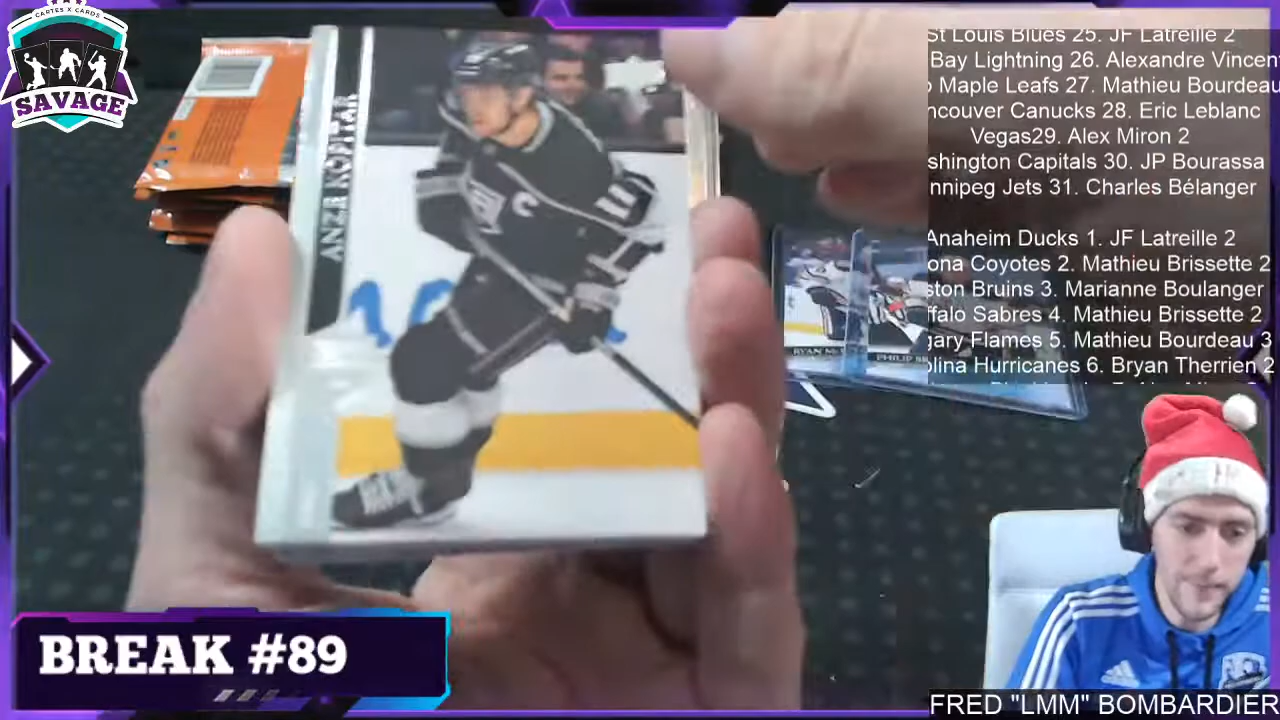 CARTES X CARDS
SAVAGE
St Louis Blues 25. JF Latreille 2
Bay Lightning 26. Alexandre Vincen
Maple Leafs 27. Mathieu Bourdeau
ncouver Canucks 28. Eric Leblanc
Vegas29. Alex Miron 2
shington Capitals 30. JP Bourassa
nnipeg Jets 31. Charles Bélanger
Anaheim Ducks 1. JF Latreille 2
ona Coyotes 2. Mathieu Brissette 2
ston Bruins 3. Marianne Boulanger
ffalo Sabres 4. Mathieu Brissette 2
gary Flames 5. Mathieu Bourdeau 3
olina Hurricanes 6. Bryan Therrien 2
ANZE KOPITAR
RYAN
PHILIP
BREAK #89
FRED "LMM" BOMBARDIER